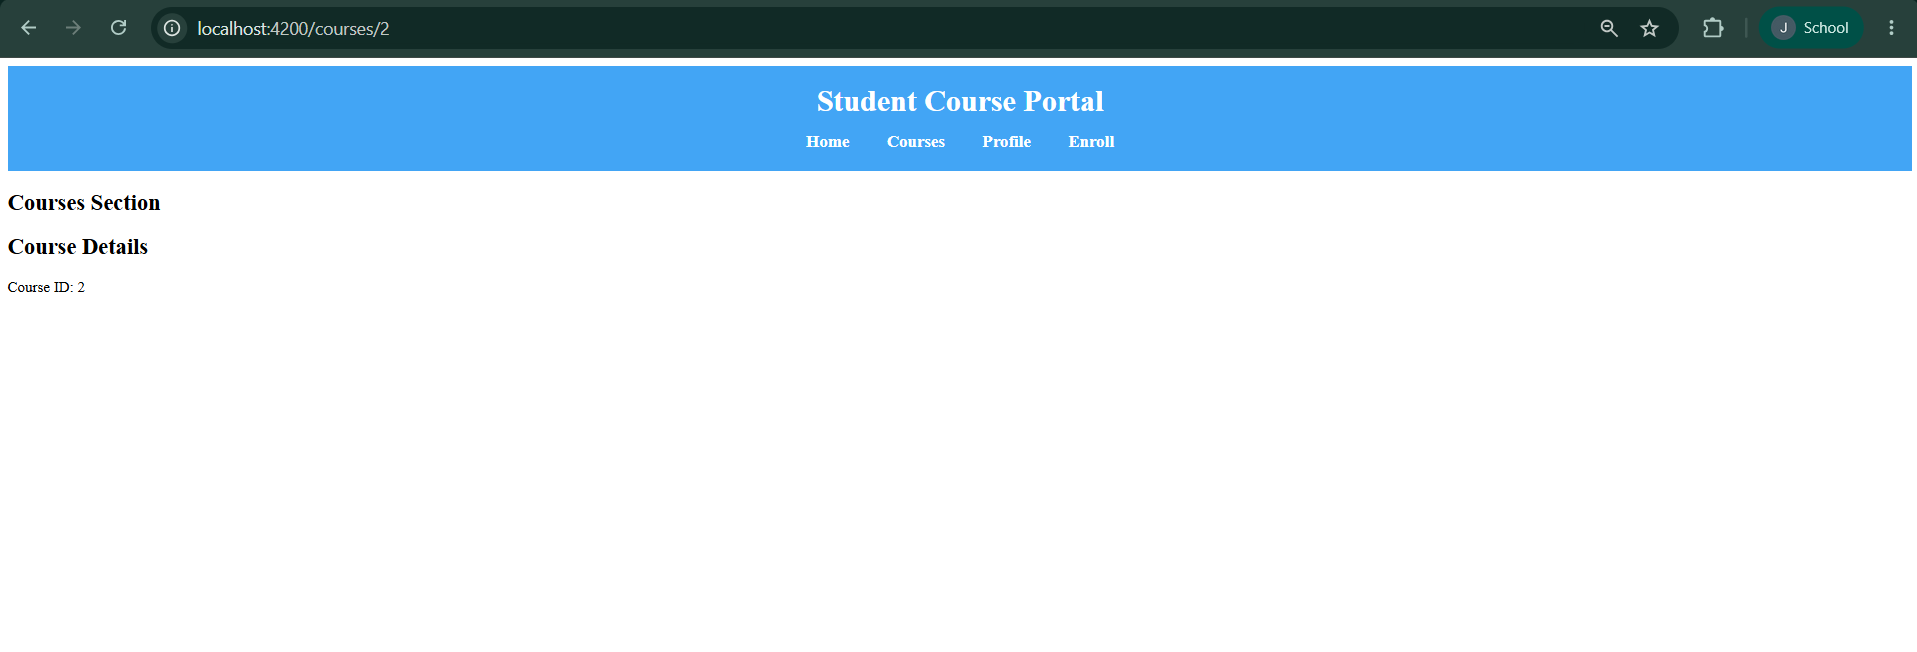 localhost:4200/courses/2
J School
Student Course Portal
Home Courses Profile Enroll
Courses Section
Course Details
Course ID: 2